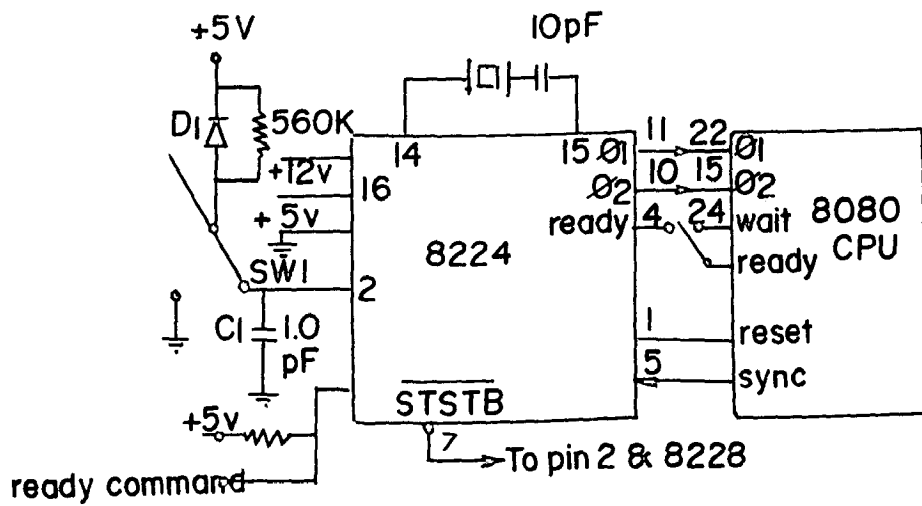 +5V
10pF
D1
560K
+12v
14
15
Ø1
11
22
Ø1
16
Ø2
10
15
Ø2
+5v
ready
4
24
wait
8224
8080
CPU
ready
SW1
2
C1
1.0
pF
1
reset
5
sync
STSTB
+5v
7
To pin 2 & 8228
ready command